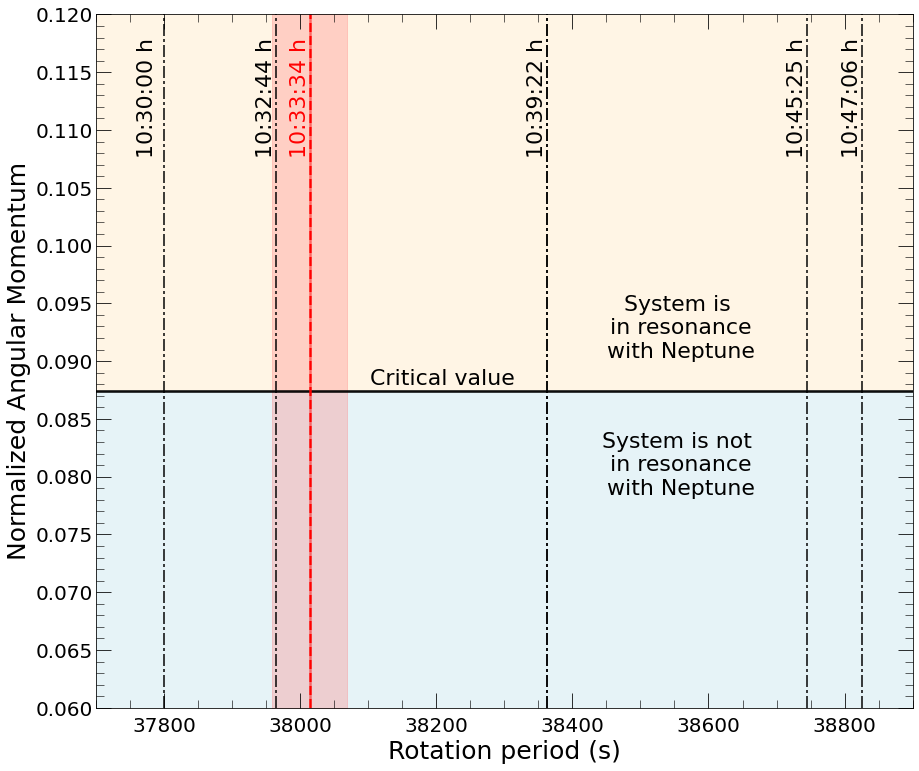 0.120
0.115
0.110
0.105
0.100
0.095
0.090
0.085
0.080
0.075
0.070
0.065
0.060
Normalized Angular Momentum
10:30:00 h
10:32:44 h
10:33:34 h
10:39:22 h
10:45:25 h
10:47:06 h
System is
in resonance
with Neptune
Critical value
System is not
in resonance
with Neptune
37800
38000
38200
38400
38600
38800
Rotation period (s)